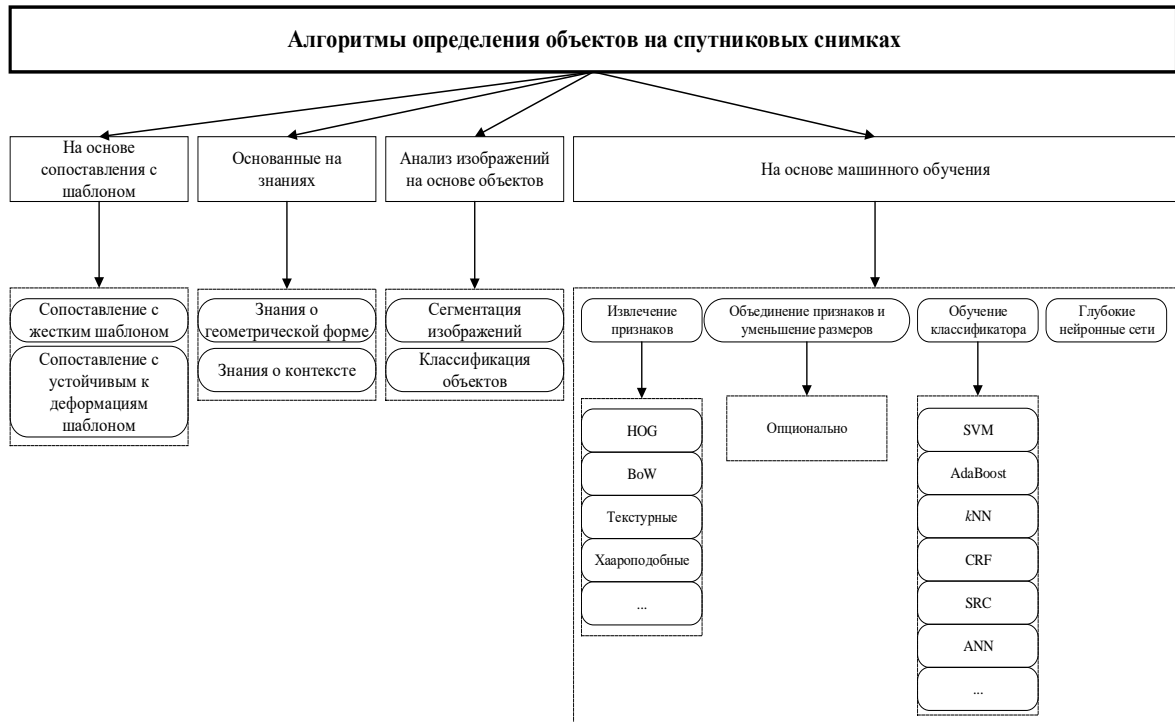 Алгоритмы определения объектов на спутниковых снимках
На основе
сопоставления с
шаблоном
Основанные на
знаниях
Анализ изображений
на основе объектов
На основе машинного обучения
Сопоставление с
жестким шаблоном
Сопоставление с
устойчивым к
деформациям
шаблоном
Знания о
геометрической форме
Знания о контексте
Сегментация
изображений
Классификация
объектов
Извлечение
признаков
Объединение признаков и
уменьшение размеров
Обучение
классификатора
Глубокие
нейронные сети
HOG
BoW
Текстурные
Хаароподобные
...
Опционально
SVM
AdaBoost
kNN
CRF
SRC
ANN
...